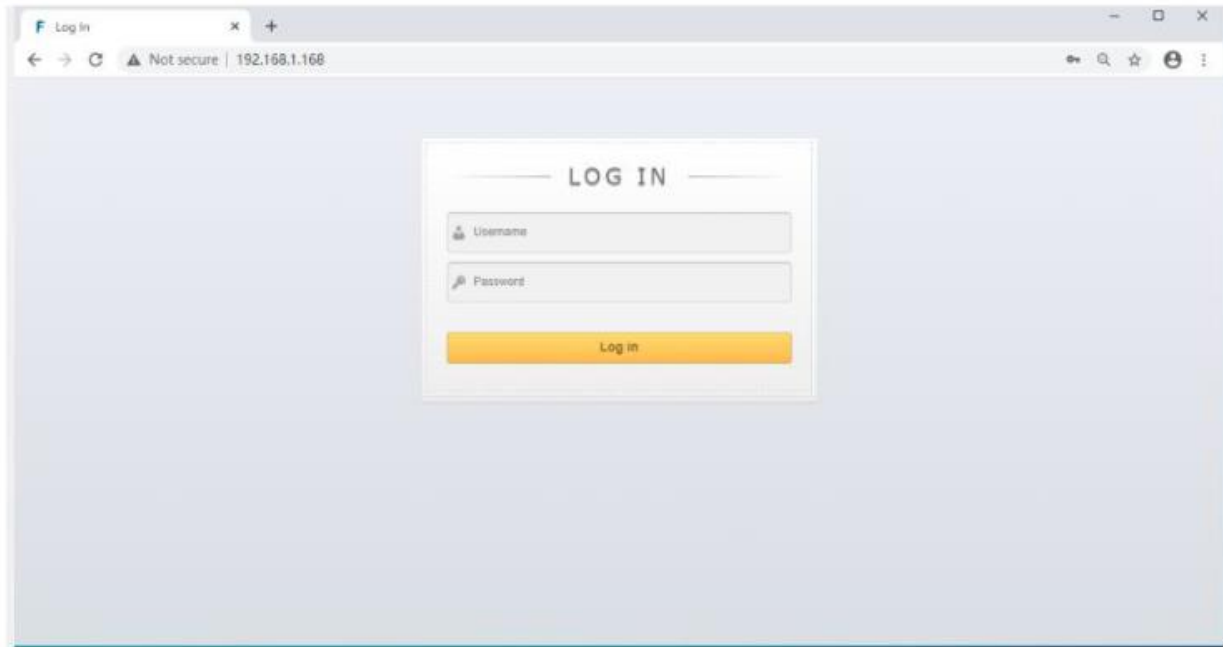 F Log In
Not secure | 192.168.1.168
LOG IN
Username
Password
Log in